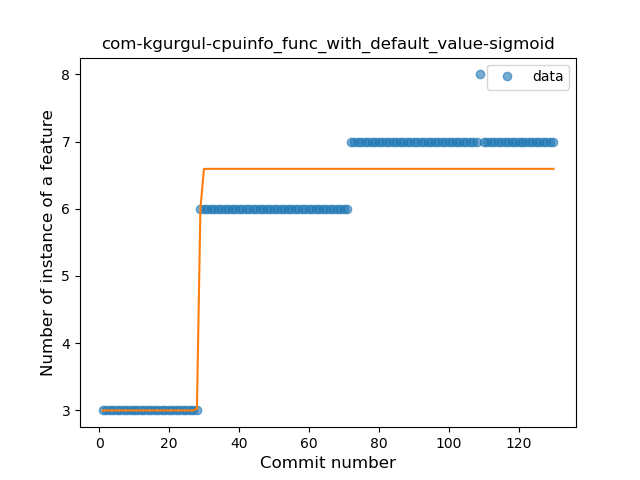 com-kgurgul-cpuinfo_func_with_default_value-sigmoid
data
Number of instance of a feature
8
7
6
5
4
3
0 20 40 60 80 100 120
Commit number